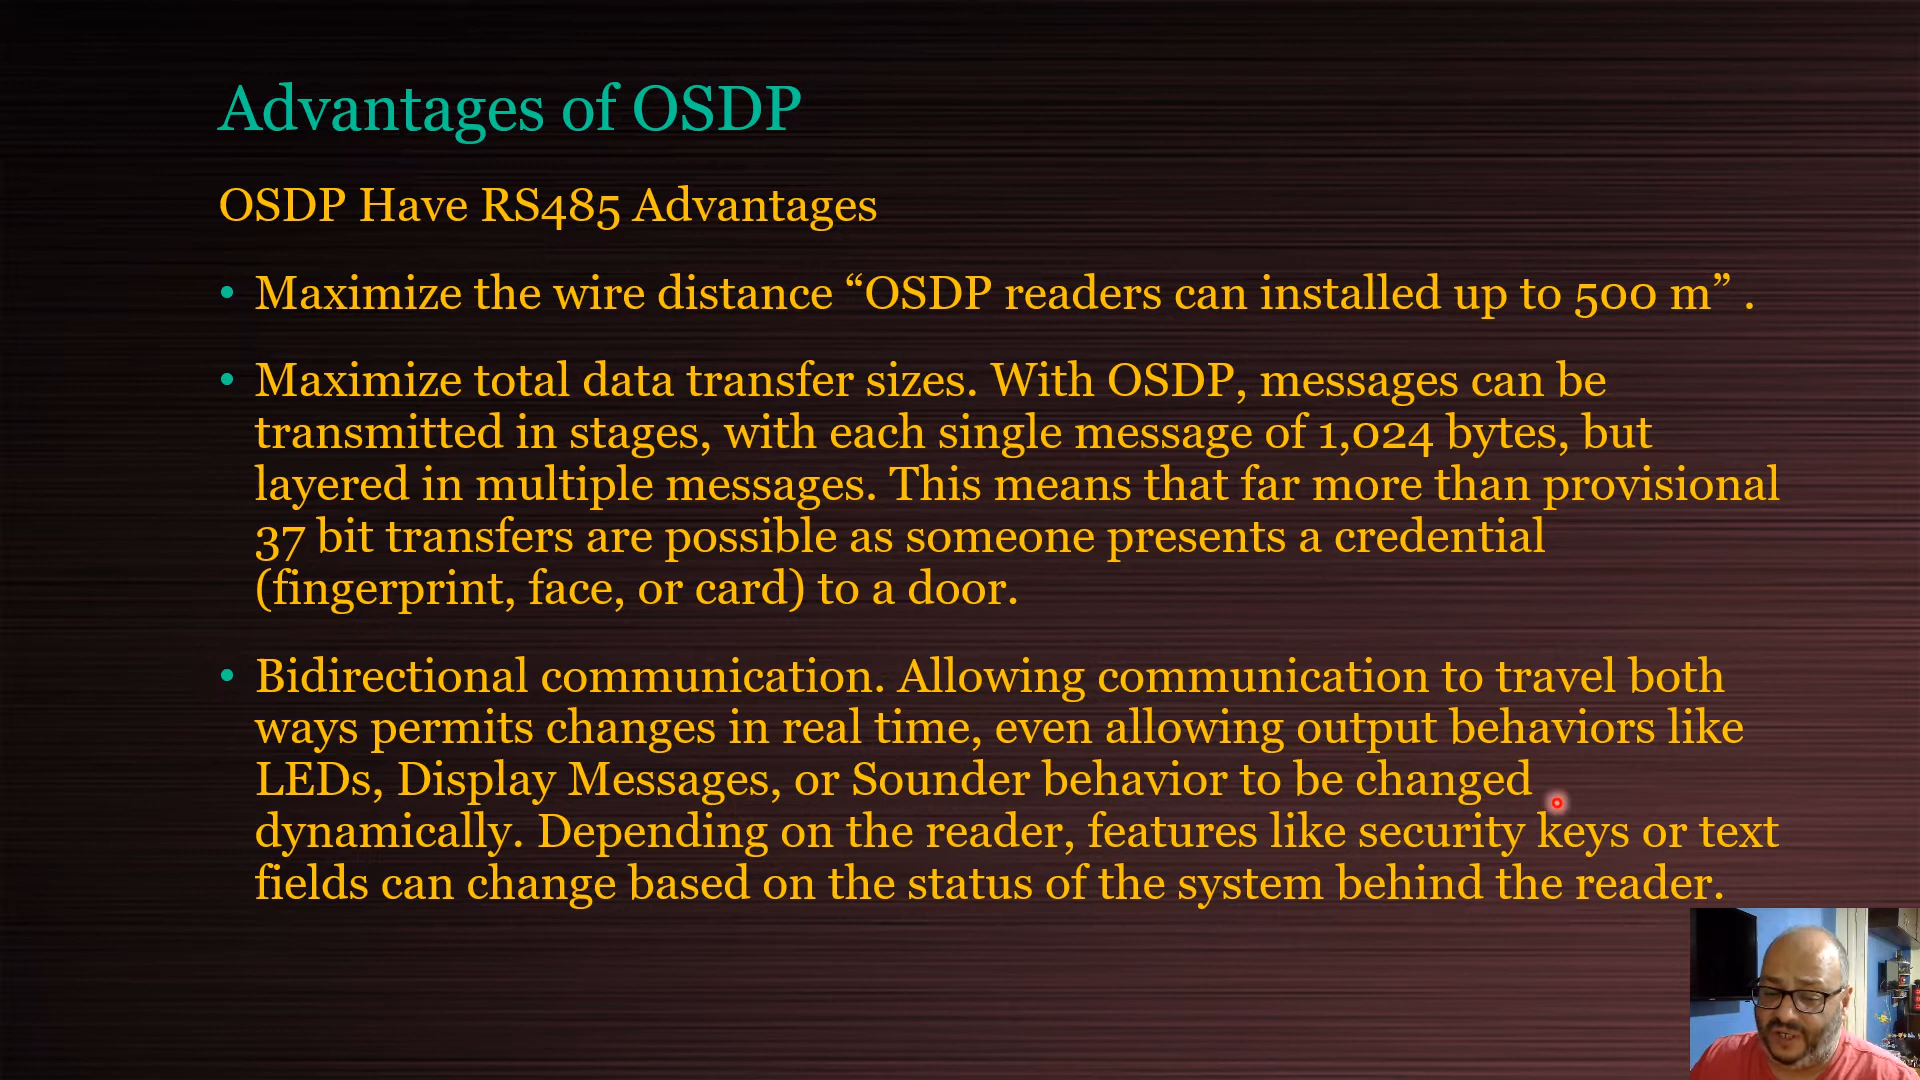 Advantages of OSDP
OSDP Have RS485 Advantages
• Maximize the wire distance “OSDP readers can installed up to 500 m” .
• Maximize total data transfer sizes. With OSDP, messages can be
transmitted in stages, with each single message of 1,024 bytes, but
layered in multiple messages. This means that far more than provisional
37 bit transfers are possible as someone presents a credential
(fingerprint, face, or card) to a door.
• Bidirectional communication. Allowing communication to travel both
ways permits changes in real time, even allowing output behaviors like
LEDs, Display Messages, or Sounder behavior to be changed
dynamically. Depending on the reader, features like security keys or text
fields can change based on the status of the system behind the reader.